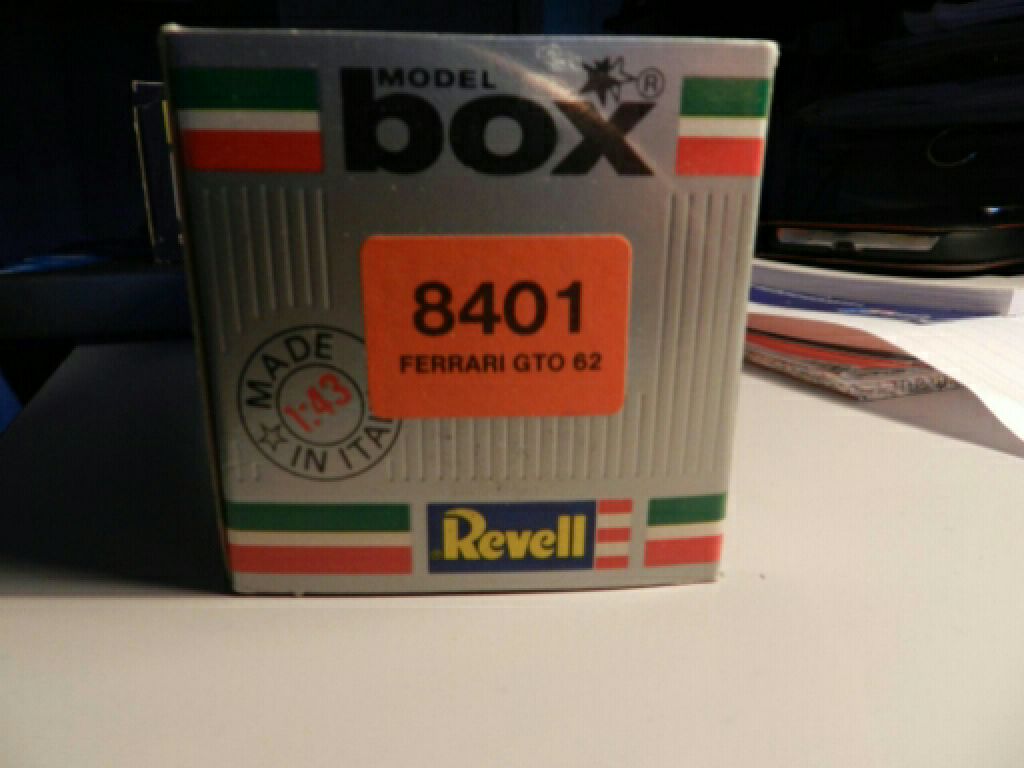 MODEL
box ®
8401
FERRARI GTO 62
MADE
1:43
IN ITA
Revell